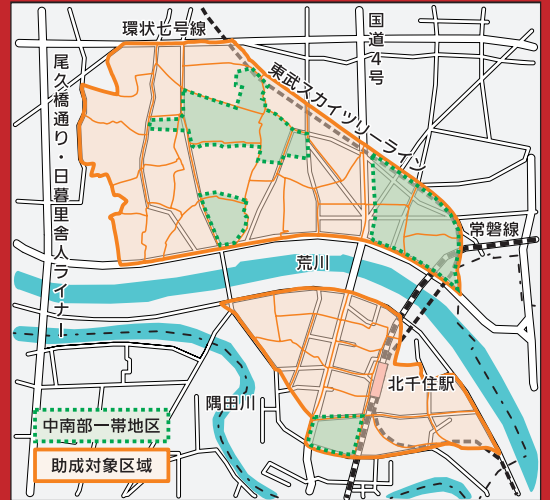 環状七号線
国道4号
尾久橋通り・日暮里舎人ライナー
東武スカイツリーライン
常磐線
荒川
北千住駅
隅田川
中南部一帯地区
助成対象区域